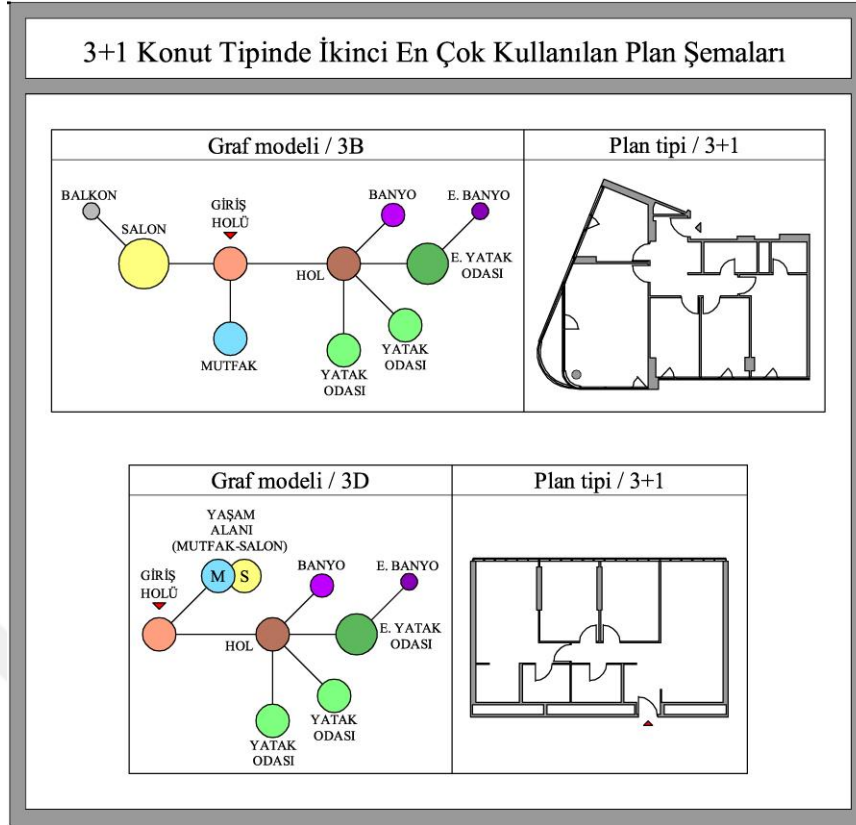 3+1 Konut Tipinde İkinci En Çok Kullanılan Plan Şemaları
Graf modeli / 3B
Plan tipi / 3+1
BALKON
SALON
GİRİŞ
HOLÜ
BANYO
E. BANYO
HOL
E. YATAK
ODASI
MUTFAK
YATAK
ODASI
YATAK
ODASI
Graf modeli / 3D
Plan tipi / 3+1
YAŞAM
ALANI
(MUTFAK-SALON)
GİRİŞ
HOLÜ
M S
BANYO
E. BANYO
HOL
E. YATAK
ODASI
YATAK
ODASI
YATAK
ODASI